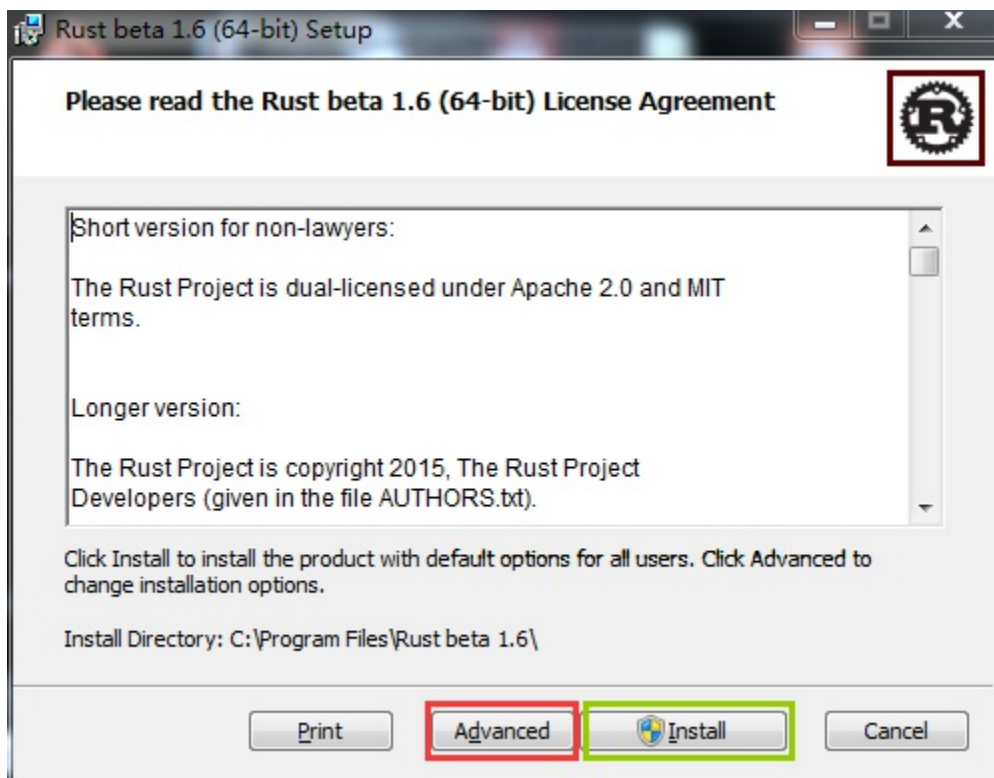 Rust beta 1.6 (64-bit) Setup
Please read the Rust beta 1.6 (64-bit) License Agreement
R
Short version for non-lawyers:
The Rust Project is dual-licensed under Apache 2.0 and MIT
terms.
Longer version:
The Rust Project is copyright 2015, The Rust Project
Developers (given in the file AUTHORS.txt).
Click Install to install the product with default options for all users. Click Advanced to
change installation options.
Install Directory: C:\Program Files\Rust beta 1.6\
Print Advanced Install Cancel